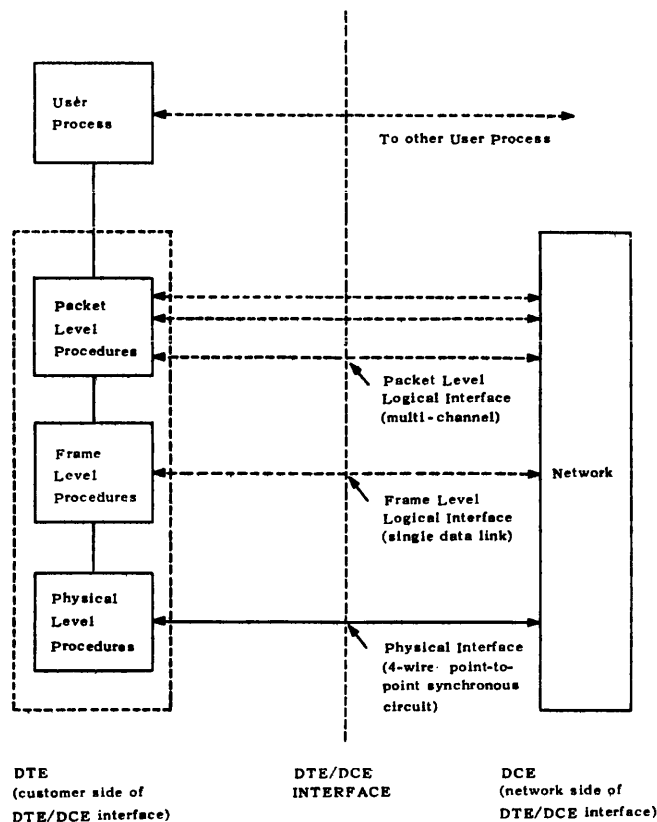 User
Process
To other User Process
Packet
Level
Procedures
Packet Level
Logical Interface
(multi-channel)
Frame
Level
Procedures
Network
Frame Level
Logical Interface
(single data link)
Physical
Level
Procedures
Physical Interface
(4-wire point-to-
point synchronous
circuit)
DTE
(customer side of
DTE/DCE interface)
DTE/DCE
INTERFACE
DCE
(network side of
DTE/DCE interface)